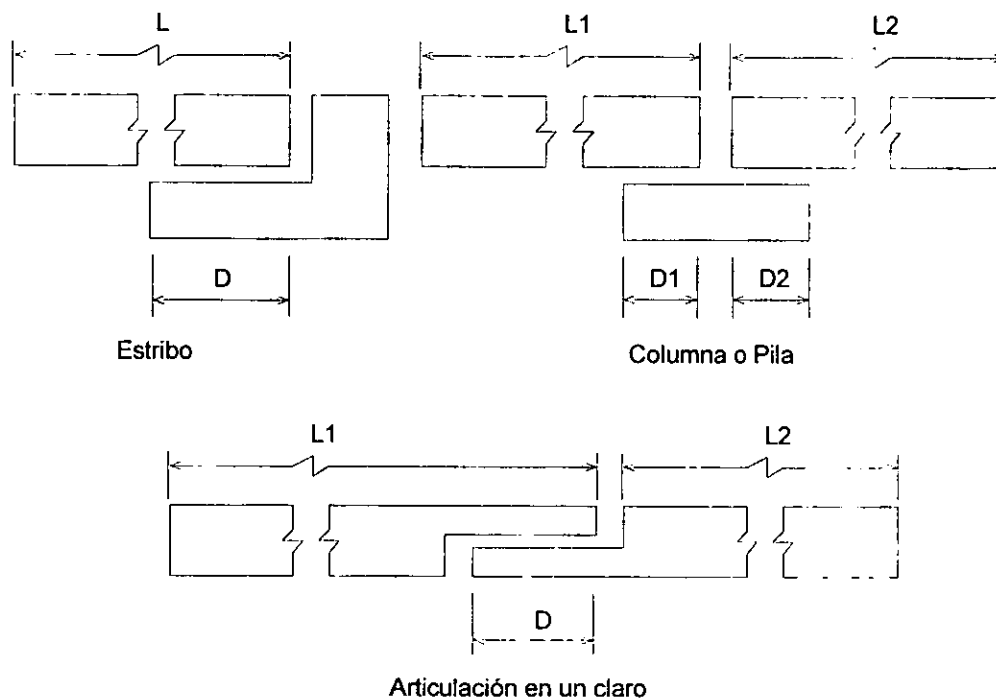 L
L1
L2
D
D1
D2
Estribo
Columna o Pila
L1
L2
D
Articulación en un claro